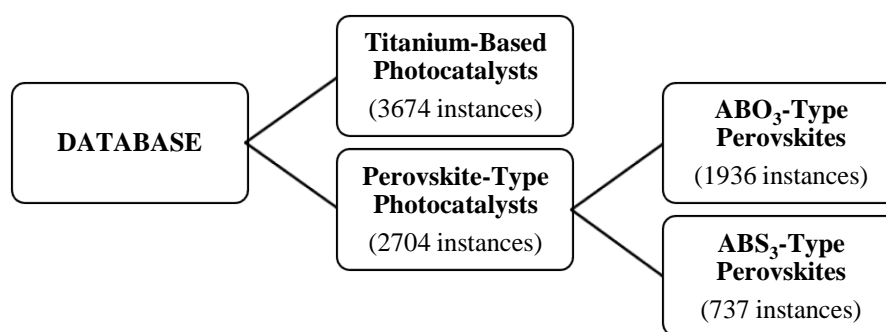 DATABASE
Titanium-Based
Photocatalysts
(3674 instances)
Perovskite-Type
Photocatalysts
(2704 instances)
ABO₃-Type
Perovskites
(1936 instances)
ABS₃-Type
Perovskites
(737 instances)